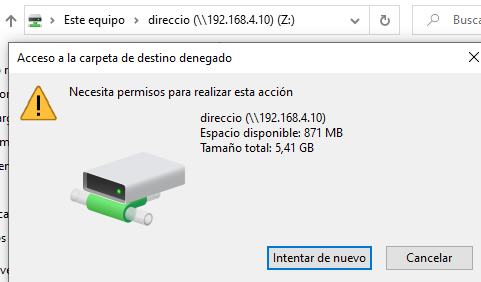 Este equipo > direccio (\\192.168.4.10) (Z:)
Buscar
Acceso a la carpeta de destino denegado
Necesita permisos para realizar esta acción
direccio (\\192.168.4.10)
Espacio disponible: 871 MB
Tamaño total: 5,41 GB
Intentar de nuevo
Cancelar